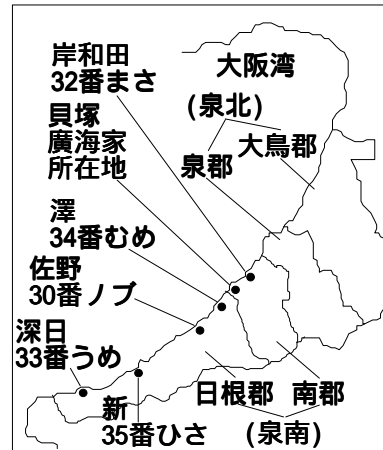 岸和田
32番まさ
貝塚
廣海家
所在地
澤
34番むめ
佐野
30番ノブ
深日
33番うめ
新
35番ひさ
大阪湾
(泉北)
大鳥郡
泉郡
日根郡 南郡
(泉南)